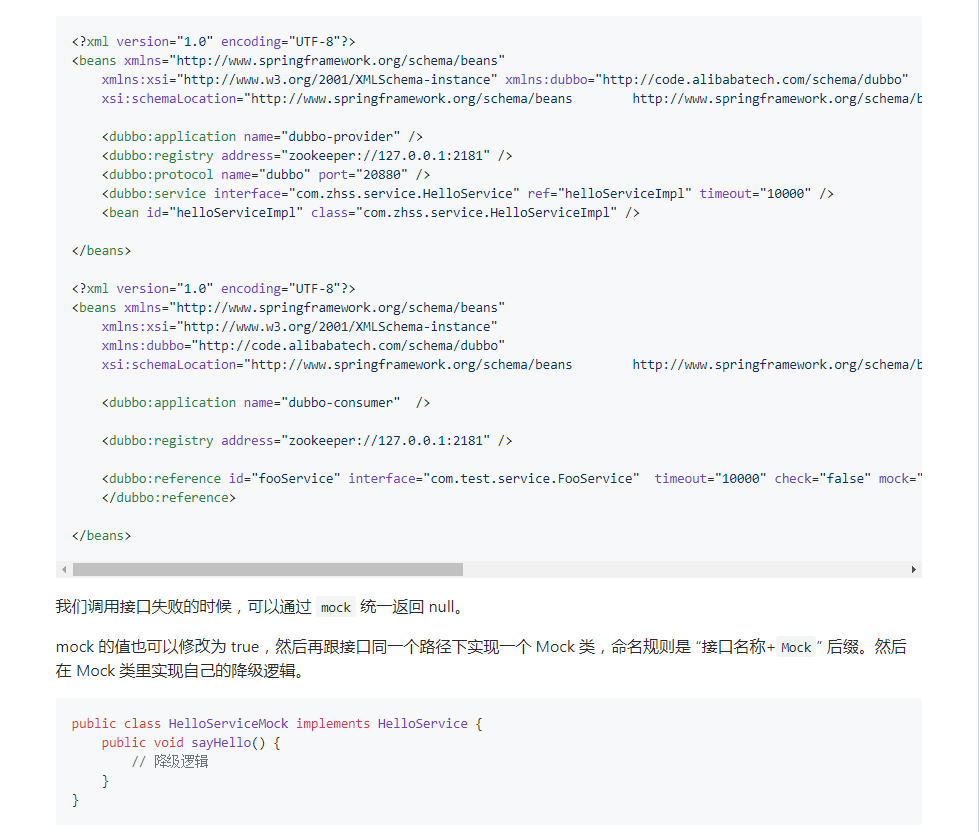 <?xml version="1.0" encoding="UTF-8"?>
<beans xmlns="http://www.springframework.org/schema/beans"
    xmlns:xsi="http://www.w3.org/2001/XMLSchema-instance" xmlns:dubbo="http://code.alibabatech.com/schema/dubbo"
    xsi:schemaLocation="http://www.springframework.org/schema/beans        http://www.springframework.org/schema/b

    <dubbo:application name="dubbo-provider" />
    <dubbo:registry address="zookeeper://127.0.0.1:2181" />
    <dubbo:protocol name="dubbo" port="20880" />
    <dubbo:service interface="com.zhss.service.HelloService" ref="helloServiceImpl" timeout="10000" />
    <bean id="helloServiceImpl" class="com.zhss.service.HelloServiceImpl" />

</beans>

<?xml version="1.0" encoding="UTF-8"?>
<beans xmlns="http://www.springframework.org/schema/beans"
    xmlns:xsi="http://www.w3.org/2001/XMLSchema-instance"
    xmlns:dubbo="http://code.alibabatech.com/schema/dubbo"
    xsi:schemaLocation="http://www.springframework.org/schema/beans        http://www.springframework.org/schema/b

    <dubbo:application name="dubbo-consumer"  />

    <dubbo:registry address="zookeeper://127.0.0.1:2181" />

    <dubbo:reference id="fooService" interface="com.test.service.FooService"  timeout="10000" check="false" mock="
    </dubbo:reference>

</beans>

我们调用接口失败的时候，可以通过 mock 统一返回 null。
mock 的值也可以修改为 true，然后再跟接口同一个路径下实现一个 Mock 类，命名规则是 “接口名称+ Mock ” 后缀。然后
在 Mock 类里实现自己的降级逻辑。

public class HelloServiceMock implements HelloService {
    public void sayHello() {
        // 降级逻辑
    }
}